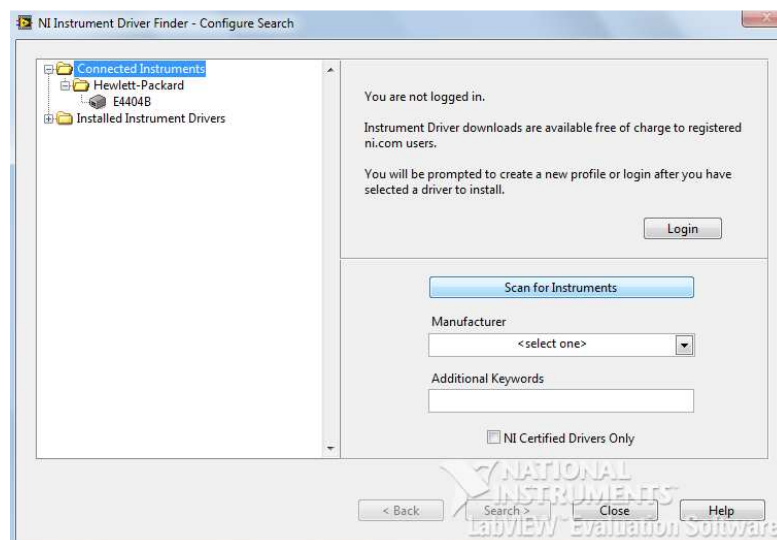 NI Instrument Driver Finder - Configure Search
Connected Instruments
Hewlett-Packard
E4404B
Installed Instrument Drivers
You are not logged in.
Instrument Driver downloads are available free of charge to registered
ni.com users.
You will be prompted to create a new profile or login after you have
selected a driver to install.
Login
Scan for Instruments
Manufacturer
<select one>
Additional Keywords
NI Certified Drivers Only
NATIONAL
INSTRUMENTS™
LabVIEW™ Evaluation Software
< Back
Search >
Close
Help